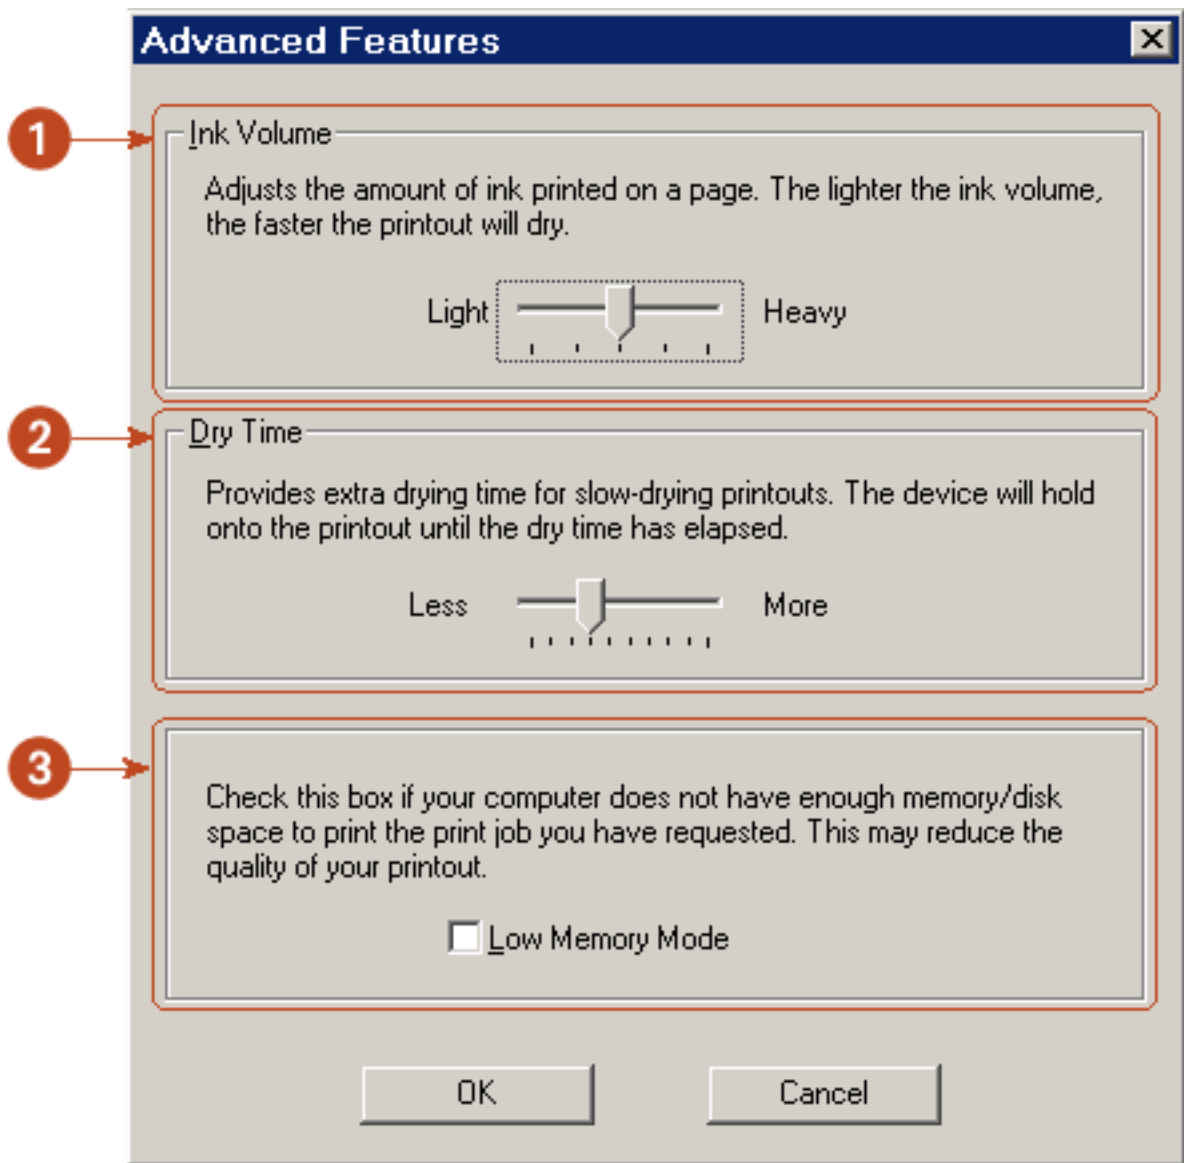 Advanced Features
1
Ink Volume
Adjusts the amount of ink printed on a page. The lighter the ink volume,
the faster the printout will dry.
Light Heavy
2
Dry Time
Provides extra drying time for slow-drying printouts. The device will hold
onto the printout until the dry time has elapsed.
Less More
3
Check this box if your computer does not have enough memory/disk
space to print the print job you have requested. This may reduce the
quality of your printout.
Low Memory Mode
OK Cancel